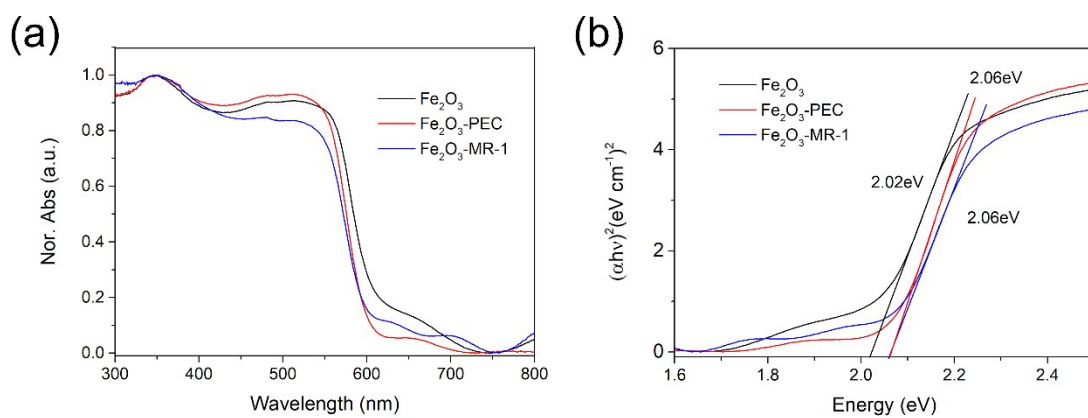 (a)
Nor. Abs (a.u.)
1.0
0.8
0.6
0.4
0.2
0.0
Fe₂O₃
Fe₂O₃-PEC
Fe₂O₃-MR-1
300 400 500 600 700 800
Wavelength (nm)
(b)
(αhν)² (eV cm⁻¹)²
6
4
2
0
Fe₂O₃
Fe₂O₃-PEC
Fe₂O₃-MR-1
2.06eV
2.02eV
2.06eV
1.6 1.8 2.0 2.2 2.4
Energy (eV)